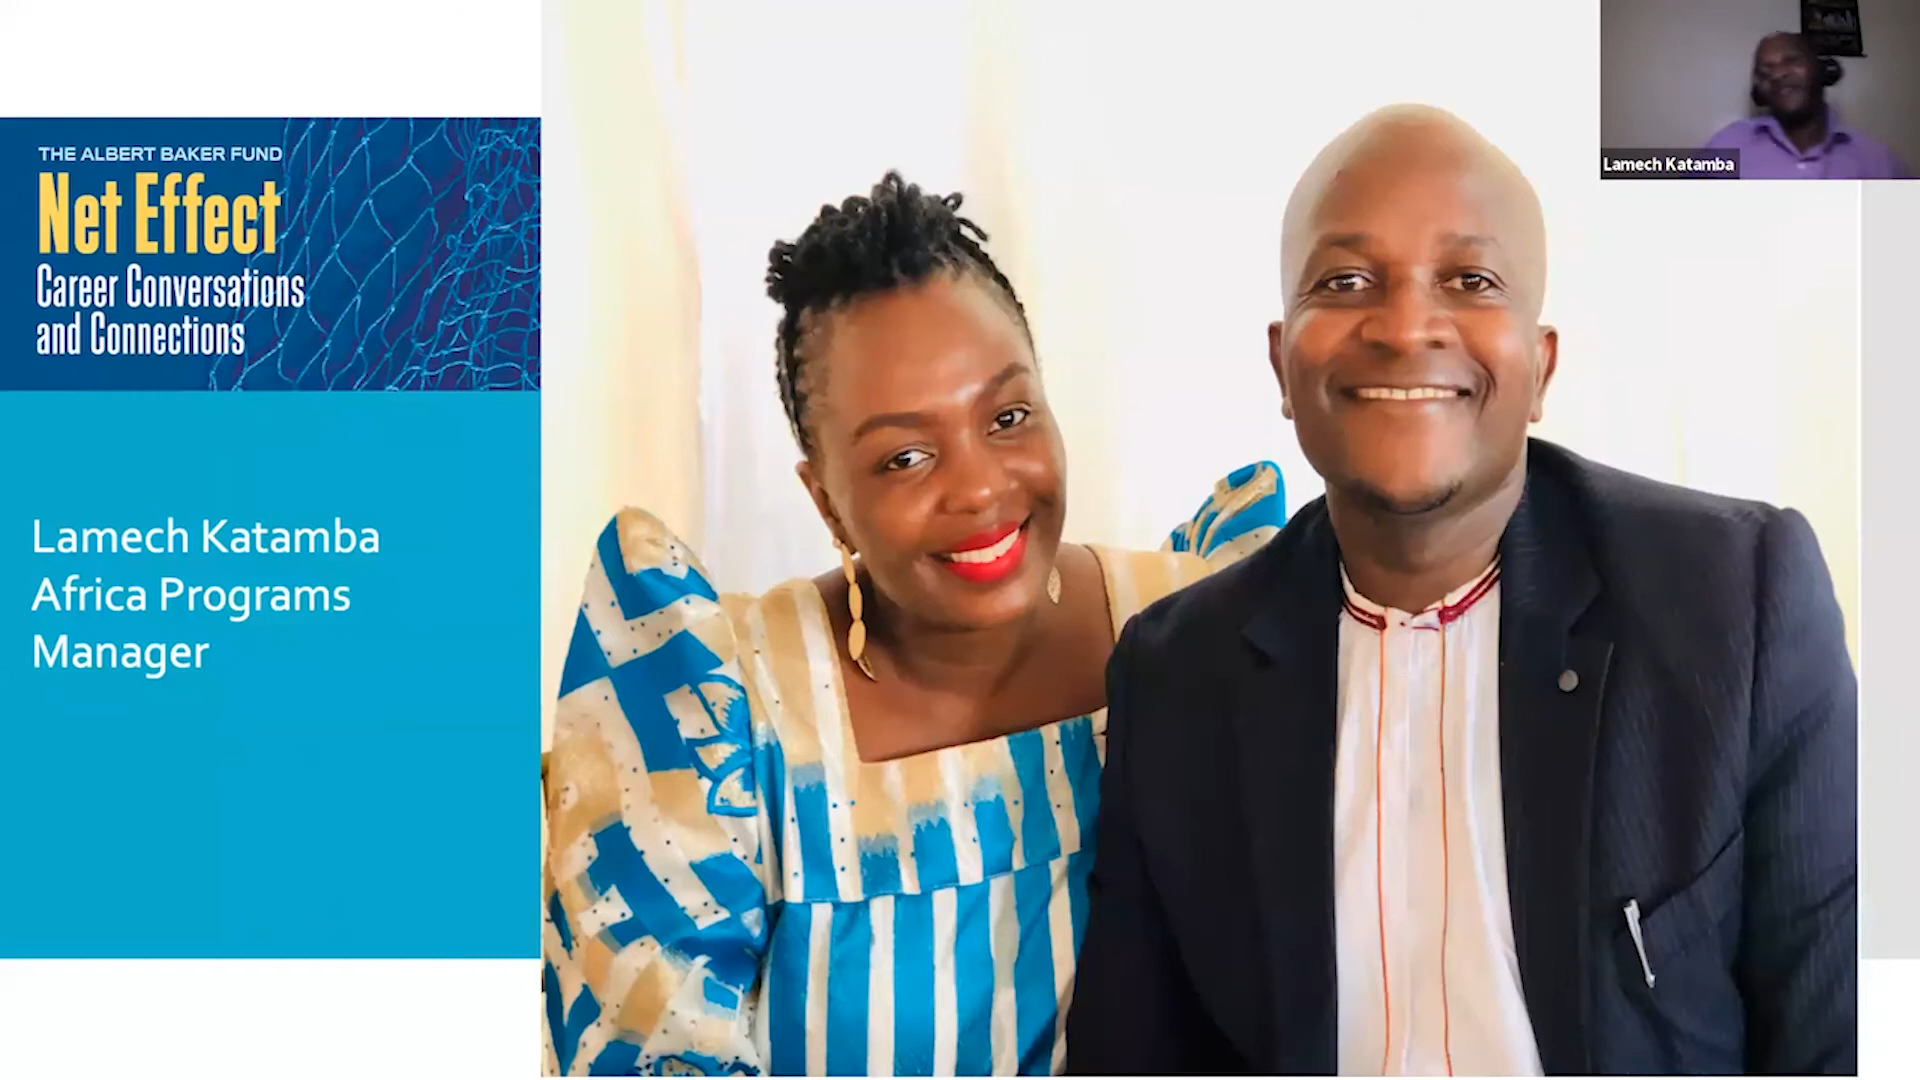 THE ALBERT BAKER FUND
Net Effect
Career Conversations
and Connections
Lamech Katamba
Africa Programs
Manager
Lamech Katamba